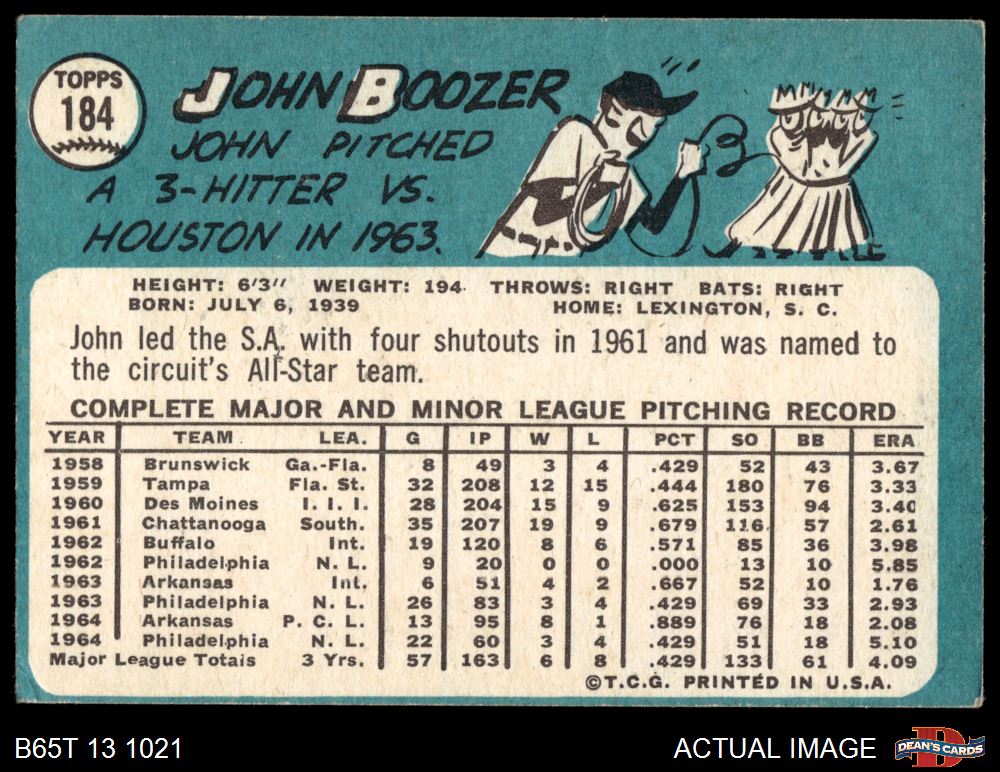 TOPPS
184
JOHN BOOZER
JOHN PITCHED
A 3-HITTER VS.
HOUSTON IN 1963.
HEIGHT: 6'3" WEIGHT: 194 THROWS: RIGHT BATS: RIGHT
BORN: JULY 6, 1939 HOME: LEXINGTON, S. C.
John led the S.A. with four shutouts in 1961 and was named to
the circuit's All-Star team.
COMPLETE MAJOR AND MINOR LEAGUE PITCHING RECORD
YEAR TEAM LEA. G IP W L PCT SO BB ERA
1958 Brunswick Ga.-Fla. 8 49 3 4 .429 52 43 3.67
1959 Tampa Fla. St. 32 208 12 15 .444 180 76 3.33
1960 Des Moines I. I. I. 28 204 15 9 .625 153 94 3.40
1961 Chattanooga South. 35 207 19 9 .679 116 57 2.61
1962 Buffalo Int. 19 120 8 6 .571 85 36 3.98
1962 Philadelphia N. L. 9 20 0 0 .000 13 10 5.85
1963 Arkansas Int. 6 51 4 2 .667 52 10 1.76
1963 Philadelphia N. L. 26 83 3 4 .429 69 33 2.93
1964 Arkansas P. C. L. 13 95 8 1 .889 76 18 2.08
1964 Philadelphia N. L. 22 60 3 4 .429 51 18 5.10
Major League Totals 3 Yrs. 57 163 6 8 .429 133 61 4.09
©T.C.G. PRINTED IN U.S.A.
B65T 13 1021 ACTUAL IMAGE
D
DEAN'S CARDS